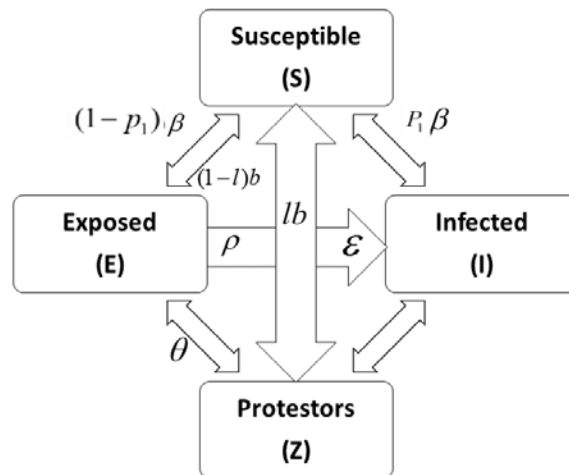 Susceptible
(S)
(1 − p₁) β
P₁ β
(1−l)b
lb
Exposed
(E)
ρ
ε
Infected
(I)
θ
Protestors
(Z)